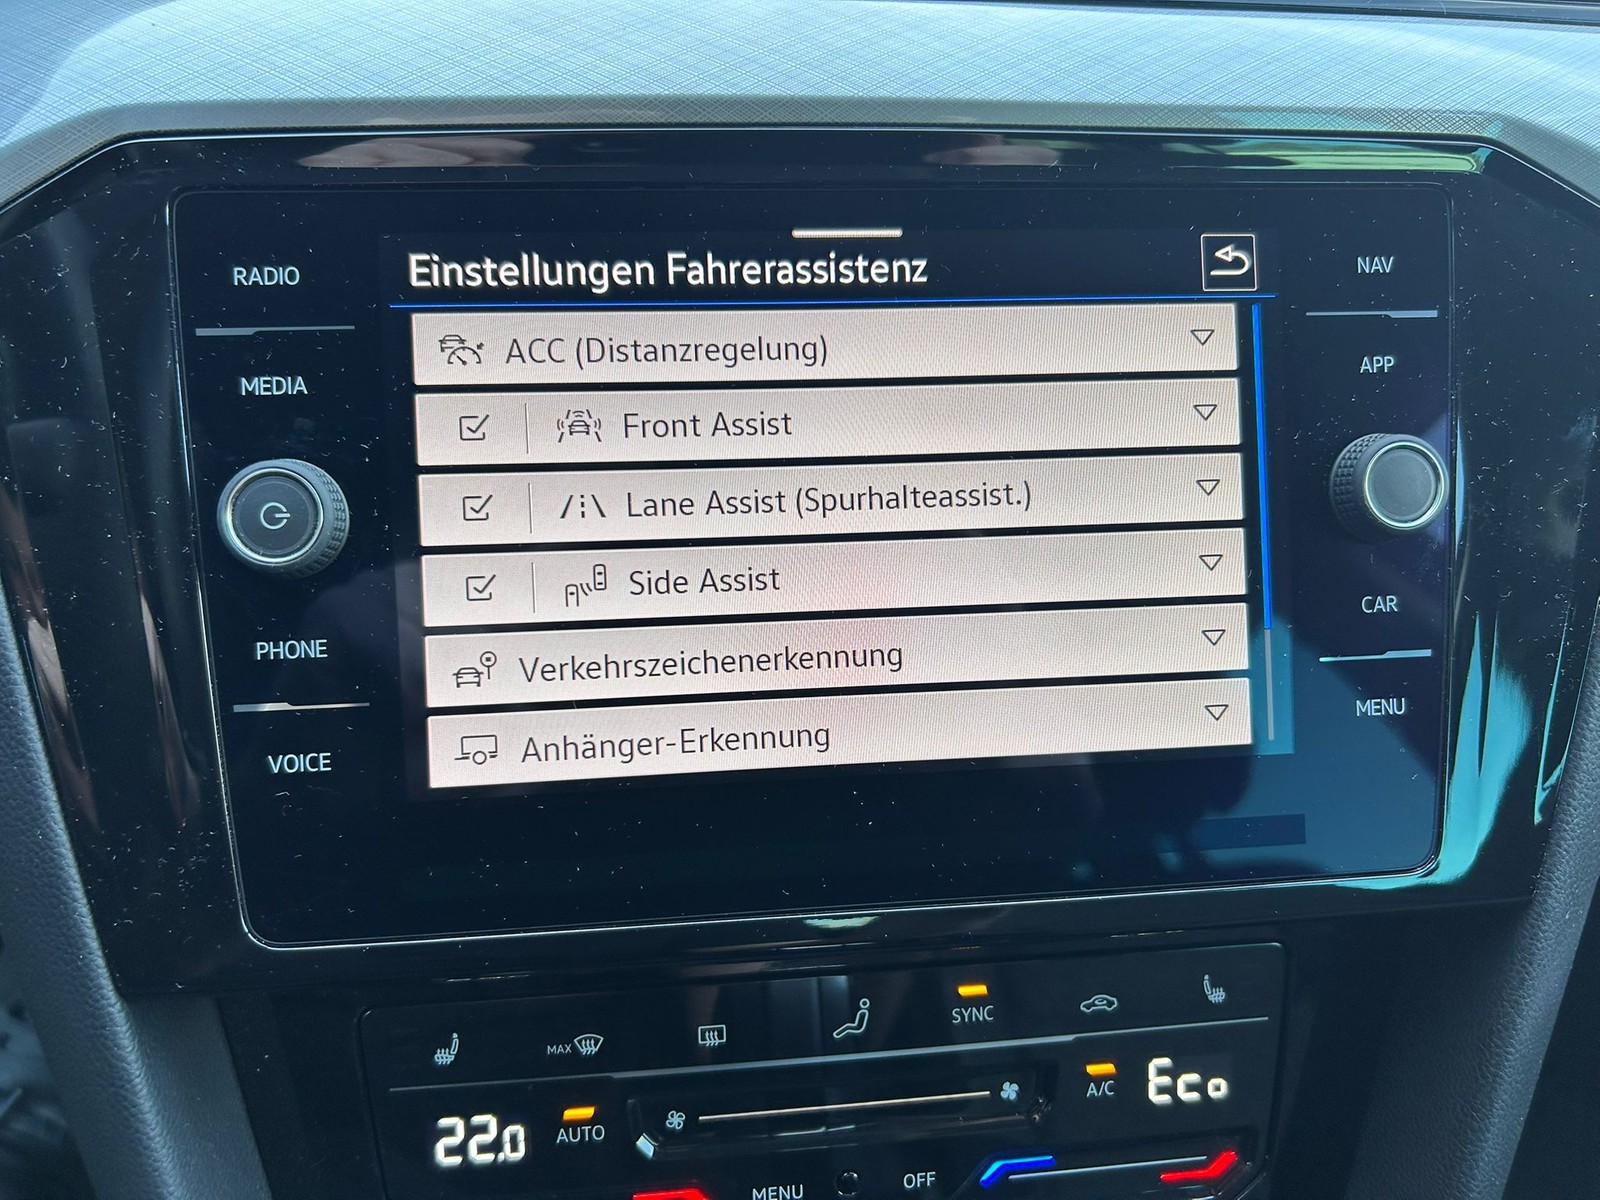 RADIO
MEDIA
PHONE
VOICE
Einstellungen Fahrerassistenz
ACC (Distanzregelung)
Front Assist
Lane Assist (Spurhalteassist.)
Side Assist
Verkehrszeichenerkennung
Anhänger-Erkennung
NAV
APP
CAR
MENU
MAX
SYNC
22.0
AUTO
A/C
Eco
MENU
OFF